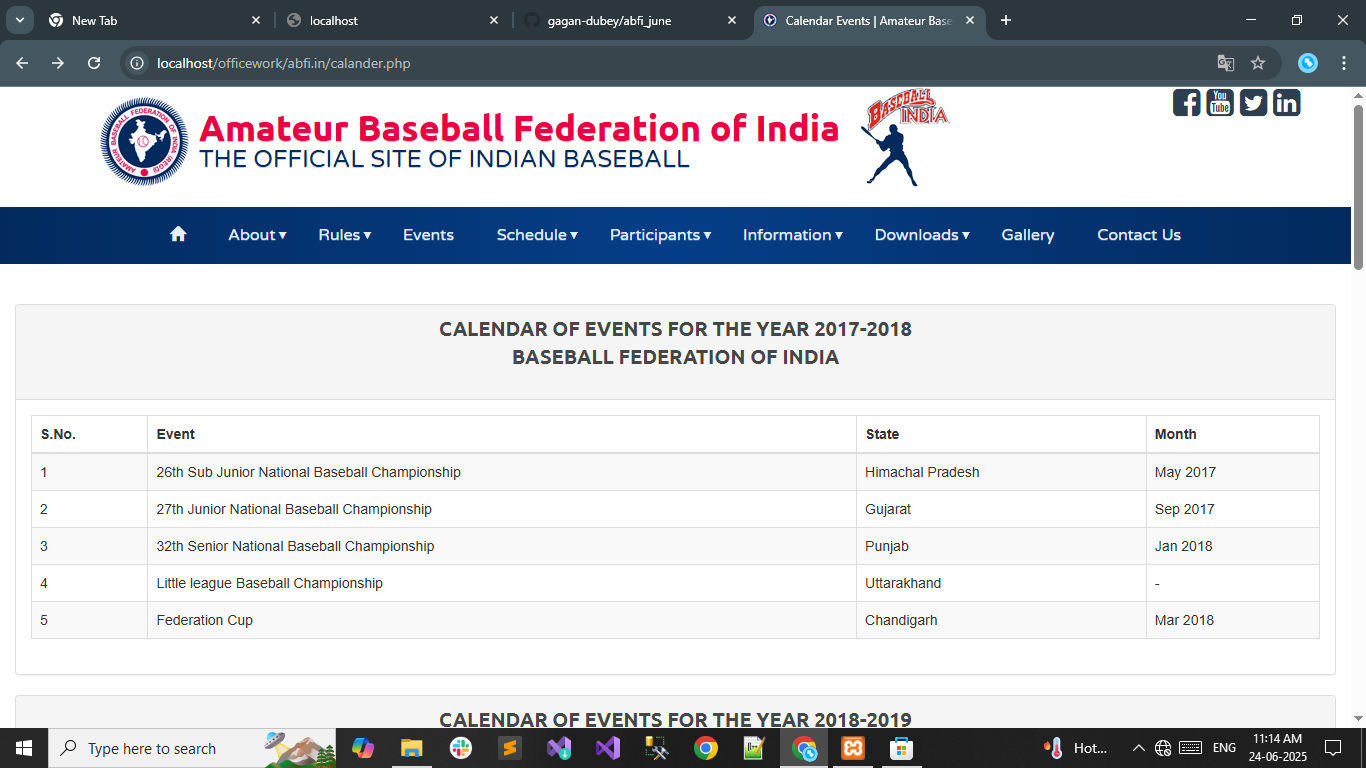 New Tab
localhost
gagan-dubey/abfi_june
Calendar Events | Amateur Base
localhost/officework/abfi.in/calander.php
AMATEUR BASEBALL FEDERATION OF INDIA (REGD)
Amateur Baseball Federation of India
THE OFFICIAL SITE OF INDIAN BASEBALL
BASEBALL
INDIA
You
Tube
About
Rules
Events
Schedule
Participants
Information
Downloads
Gallery
Contact Us
CALENDAR OF EVENTS FOR THE YEAR 2017-2018
BASEBALL FEDERATION OF INDIA
S.No. Event State Month
1 26th Sub Junior National Baseball Championship Himachal Pradesh May 2017
2 27th Junior National Baseball Championship Gujarat Sep 2017
3 32th Senior National Baseball Championship Punjab Jan 2018
4 Little league Baseball Championship Uttarakhand -
5 Federation Cup Chandigarh Mar 2018
CALENDAR OF EVENTS FOR THE YEAR 2018-2019
Type here to search
Hot...
ENG
11:14 AM
24-06-2025